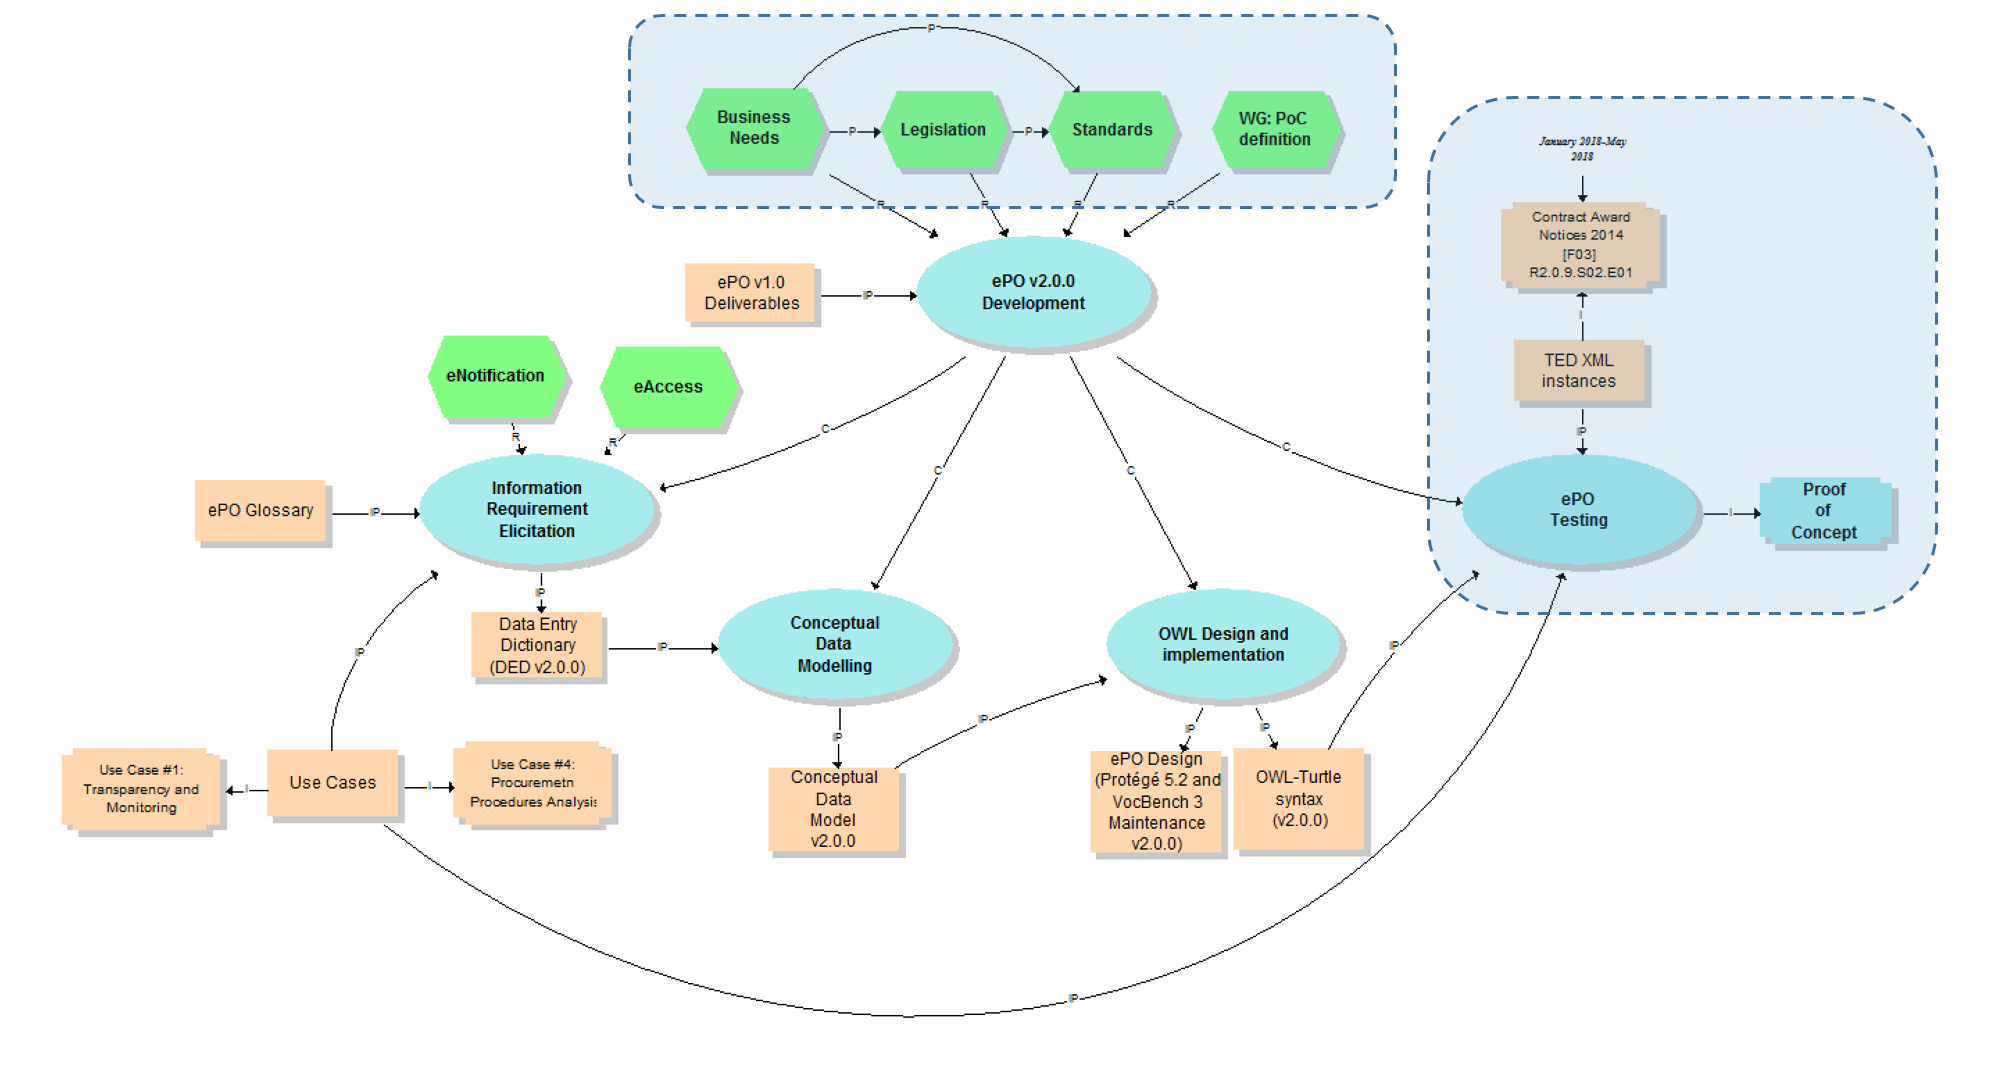 P
Business
Needs
P
Legislation
P
Standards
WG: PoC
definition
R
R
R
R
January 2018-May
2018
Contract Award
Notices 2014
[F03]
R2.0.9.S02.E01
I
TED XML
instances
IP
ePO v1.0
Deliverables
IP
ePO v2.0.0
Development
eNotification
eAccess
R
R
C
C
C
C
ePO Glossary
IP
Information
Requirement
Elicitation
ePO
Testing
I
Proof
of
Concept
IP
IP
Data Entry
Dictionary
(DED v2.0.0)
IP
Conceptual
Data
Modelling
OWL Design and
implementation
IP
IP
IP
IP
IP
Use Case #1:
Transparency and
Monitoring
I
Use Cases
I
Use Case #4:
Procuremetn
Procedures Analysis
Conceptual
Data
Model
v2.0.0
ePO Design
(Protégé 5.2 and
VocBench 3
Maintenance
v2.0.0)
OWL-Turtle
syntax
(v2.0.0)
IP